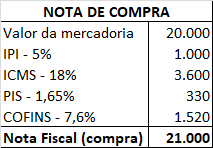 NOTA DE COMPRA
Valor da mercadoria 20.000
IPI - 5% 1.000
ICMS - 18% 3.600
PIS - 1,65% 330
COFINS - 7,6% 1.520
Nota Fiscal (compra) 21.000